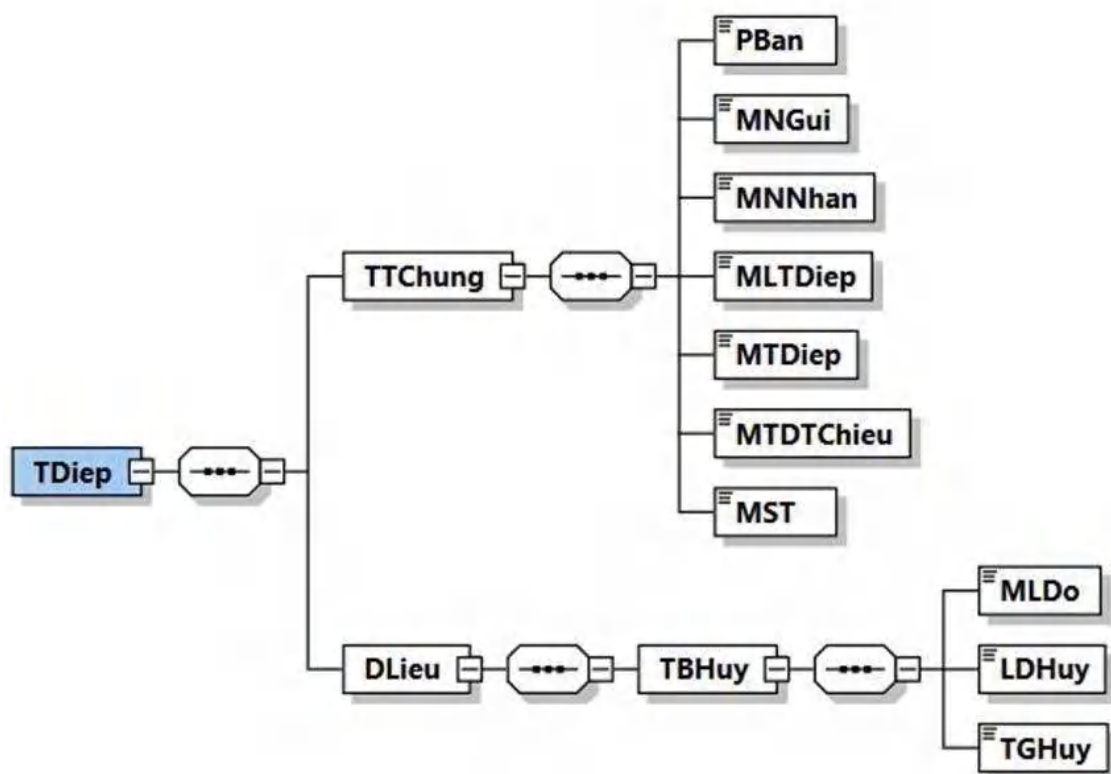 PBan
MNGui
MNNhan
TTChung
MLTDiep
MTDiep
MTDTChieu
TDiep
MST
MLDo
DLieu
TBHuy
LDHuy
TGHuy